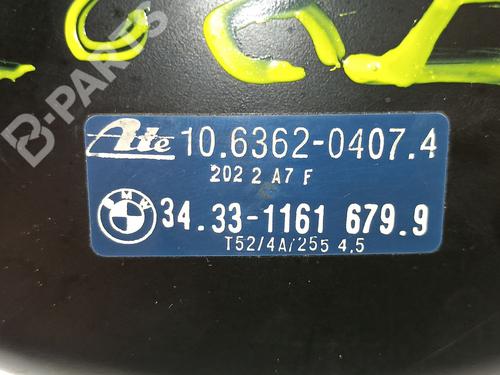 B-PARTS
Ate 10.6362-0407.4
202 2 A7 F
BMW 34.33-1161 679.9
T52/4A/255 4,5